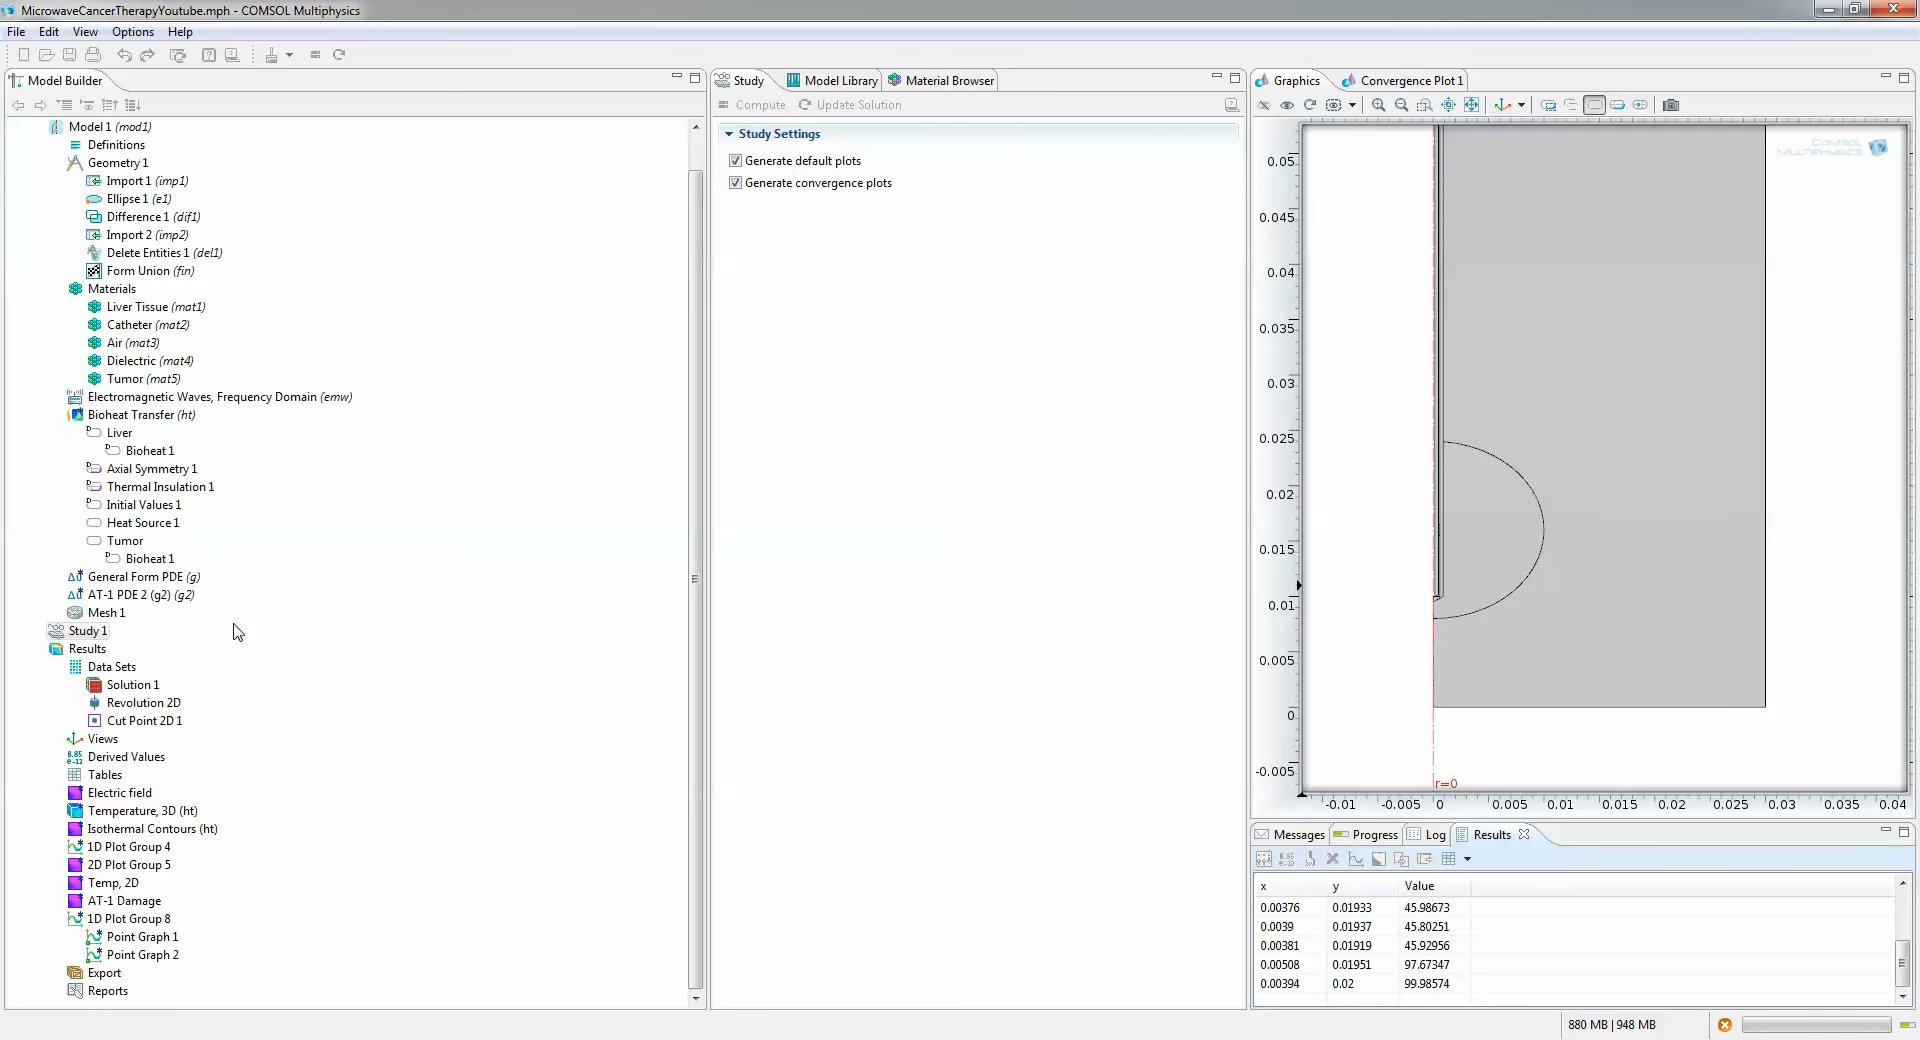 MicrowaveCancerTherapyYoutube.mph - COMSOL Multiphysics
File Edit View Options Help
Model Builder
Model 1 (mod1)
Definitions
Geometry 1
Import 1 (imp1)
Ellipse 1 (e1)
Difference 1 (dif1)
Import 2 (imp2)
Delete Entities 1 (del1)
Form Union (fin)
Materials
Liver Tissue (mat1)
Catheter (mat2)
Air (mat3)
Dielectric (mat4)
Tumor (mat5)
Electromagnetic Waves, Frequency Domain (emw)
Bioheat Transfer (ht)
Liver
Bioheat 1
Axial Symmetry 1
Thermal Insulation 1
Initial Values 1
Heat Source 1
Tumor
Bioheat 1
General Form PDE (g)
AT-1 PDE 2 (g2) (g2)
Mesh 1
Study 1
Results
Data Sets
Solution 1
Revolution 2D
Cut Point 2D 1
Views
8.85 e-12 Derived Values
Tables
Electric field
Temperature, 3D (ht)
Isothermal Contours (ht)
1D Plot Group 4
2D Plot Group 5
Temp, 2D
AT-1 Damage
1D Plot Group 8
Point Graph 1
Point Graph 2
Export
Reports
Study Model Library Material Browser
Compute Update Solution
Study Settings
Generate default plots
Generate convergence plots
Graphics Convergence Plot 1
COMSOL
MULTIPHYSICS
0.05
0.045
0.04
0.035
0.03
0.025
0.02
0.015
0.01
0.005
0
-0.005
r=0
-0.01 -0.005 0 0.005 0.01 0.015 0.02 0.025 0.03 0.035 0.04
Messages Progress Log Results
8.85 e-12
x y Value
0.00376 0.01933 45.98673
0.0039 0.01937 45.80251
0.00381 0.01919 45.92956
0.00508 0.01951 97.67347
0.00394 0.02 99.98574
880 MB | 948 MB